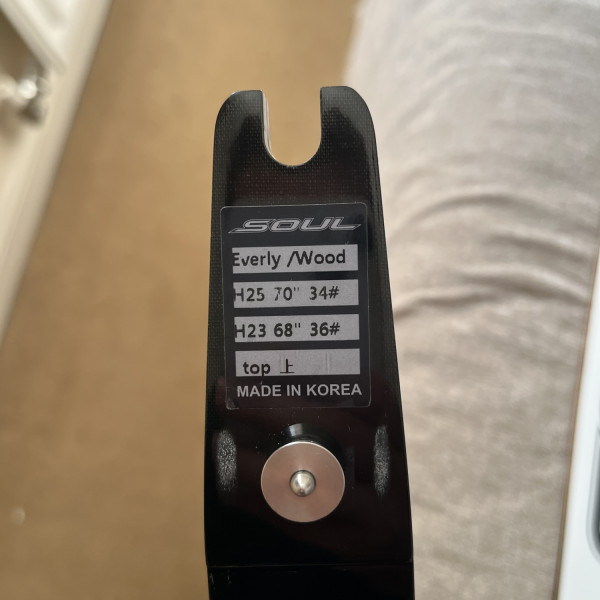 SOUL
Everly /Wood
H25 70" 34#
H23 68" 36#
top 上
MADE IN KOREA